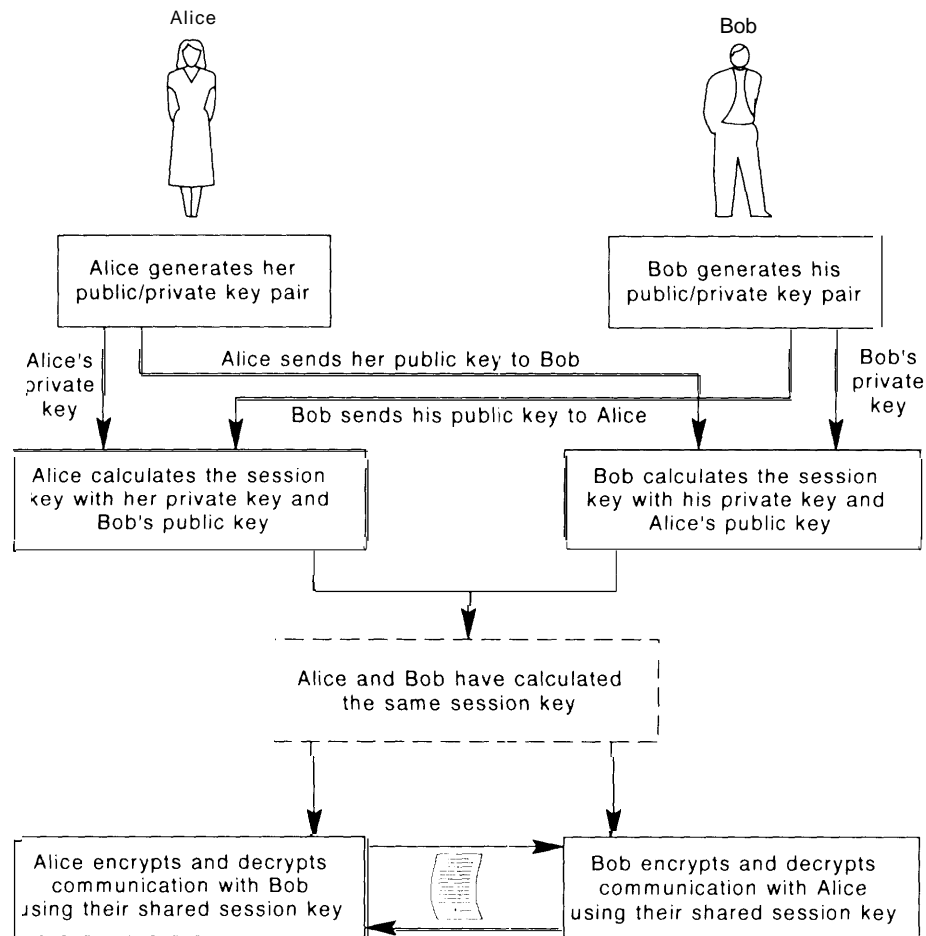 Alice
Bob
Alice generates her
public/private key pair
Bob generates his
public/private key pair
Alice's
private
key
Alice sends her public key to Bob
Bob sends his public key to Alice
Bob's
private
key
Alice calculates the session
key with her private key and
Bob's public key
Bob calculates the session
key with his private key and
Alice's public key
Alice and Bob have calculated
the same session key
Alice encrypts and decrypts
communication with Bob
using their shared session key
Bob encrypts and decrypts
communication with Alice
using their shared session key